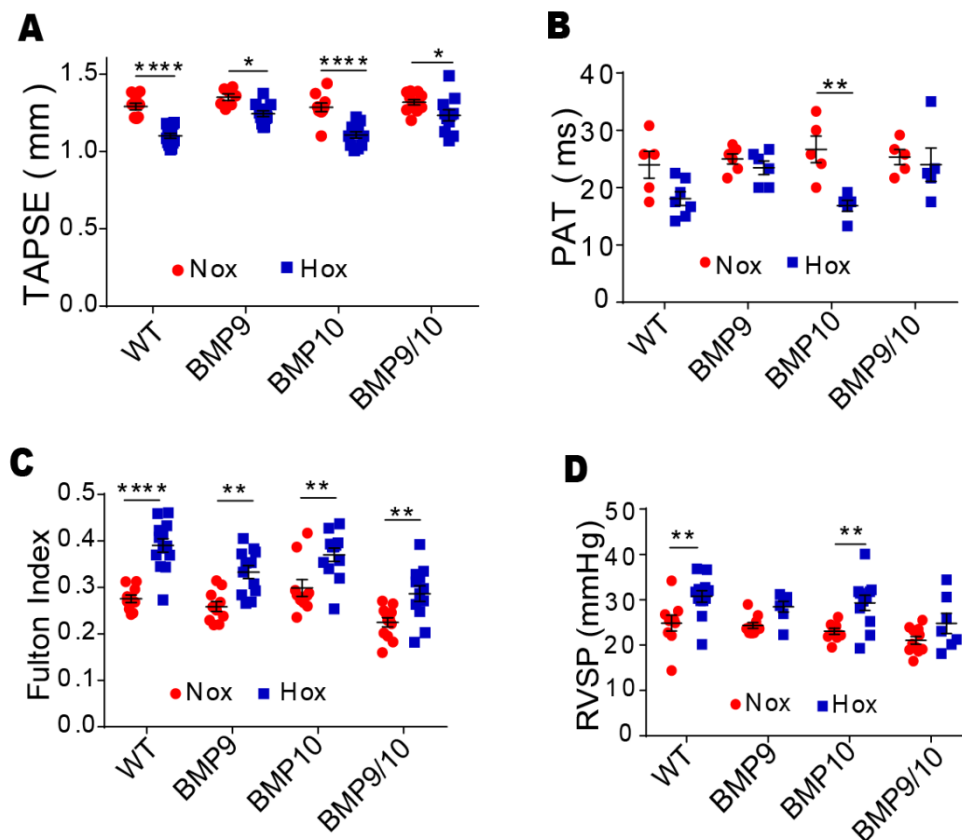 A
TAPSE ( mm)
1.5
1.0
0.5
0.0
**** * **** *
Nox Hox
WT BMP9 BMP10 BMP9/10
B
PAT ( ms)
40
30
20
10
0
**
Nox Hox
WT BMP9 BMP10 BMP9/10
C
Fulton Index
0.5
0.4
0.3
0.2
0.1
0.0
**** ** ** **
Nox Hox
WT BMP9 BMP10 BMP9/10
D
RVSP (mmHg)
50
40
30
20
10
0
** **
Nox Hox
WT BMP9 BMP10 BMP9/10